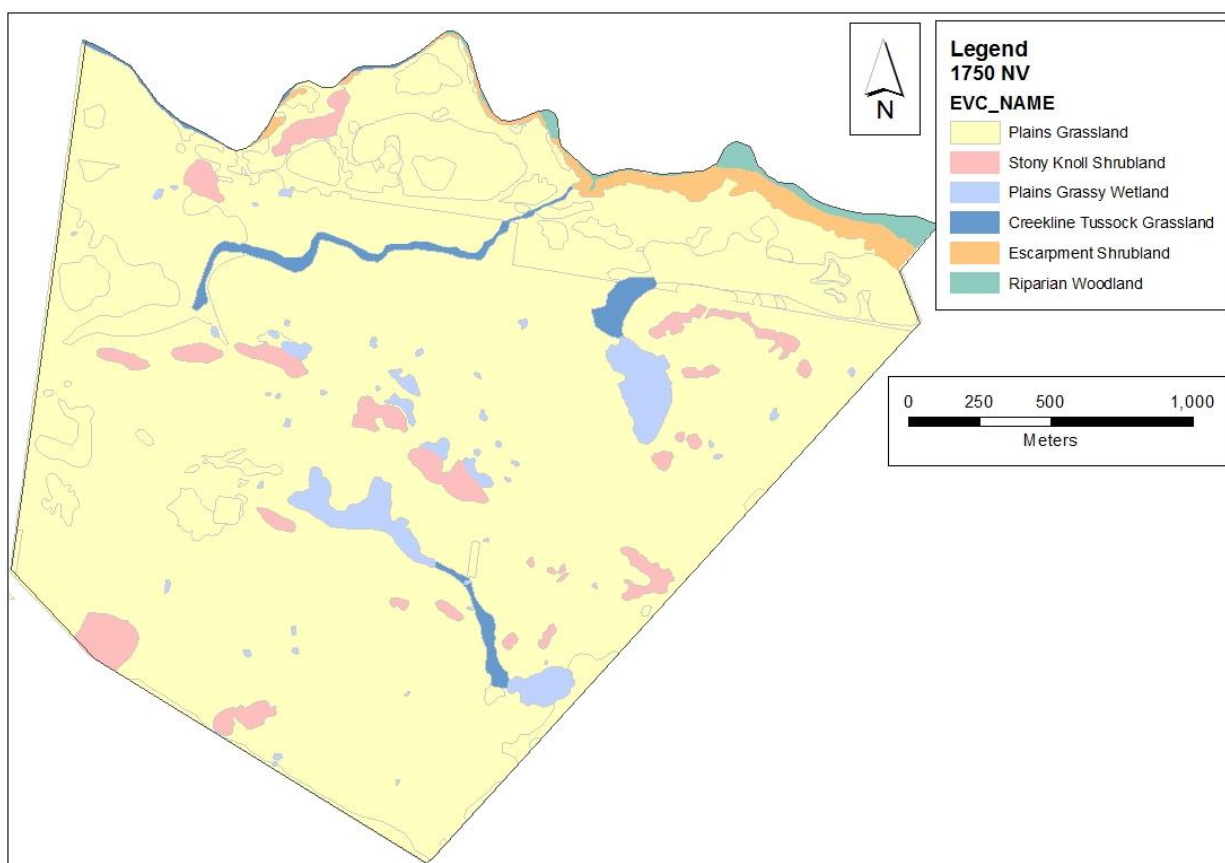 N
Legend
1750 NV
EVC_NAME
Plains Grassland
Stony Knoll Shrubland
Plains Grassy Wetland
Creekline Tussock Grassland
Escarpment Shrubland
Riparian Woodland
0 250 500 1,000
Meters